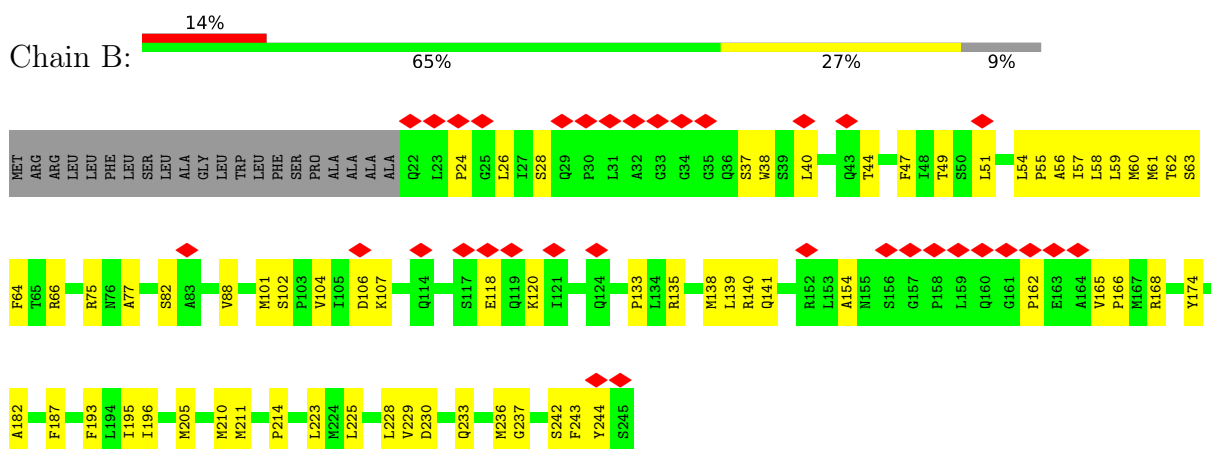 14%
Chain B:
65% 27% 9%
MET ARG ARG LEU LEU PHE LEU SER LEU ALA GLY LEU TRP LEU PHE SER PRO ALA ALA ALA ALA Q22 L23 P24 G25 L26 I27 S28 Q29 P30 L31 A32 G33 G34 G35 Q36 S37 W38 S39 L40 Q43 T44 F47 I48 T49 S50 L51 L54 P55 A56 I57 L58 L59 M60 M61 T62 S63
F64 T65 R66 R75 N76 A77 S82 A83 V88 M101 S102 P103 V104 I105 D106 K107 Q114 S117 E118 Q119 K120 I121 Q124 P133 L134 R135 M138 L139 R140 Q141 R152 L153 A154 N155 S156 G157 P158 L159 Q160 G161 P162 E163 A164 V165 P166 M167 R168 Y174
A182 F187 F193 L194 I195 I196 M205 M210 M211 P214 L223 M224 L225 L228 V229 D230 Q233 M236 G237 S242 F243 Y244 S245